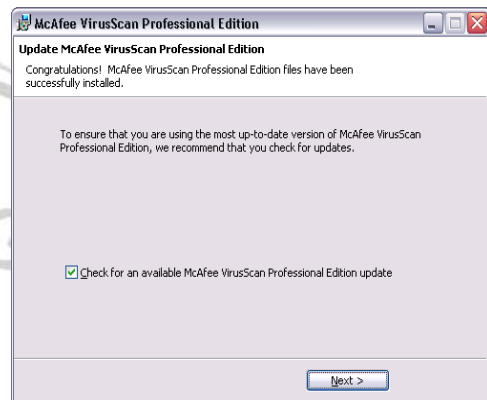 McAfee VirusScan Professional Edition
Update McAfee VirusScan Professional Edition
Congratulations! McAfee VirusScan Professional Edition files have been
successfully installed.
To ensure that you are using the most up-to-date version of McAfee VirusScan
Professional Edition, we recommend that you check for updates.
Check for an available McAfee VirusScan Professional Edition update
Next >